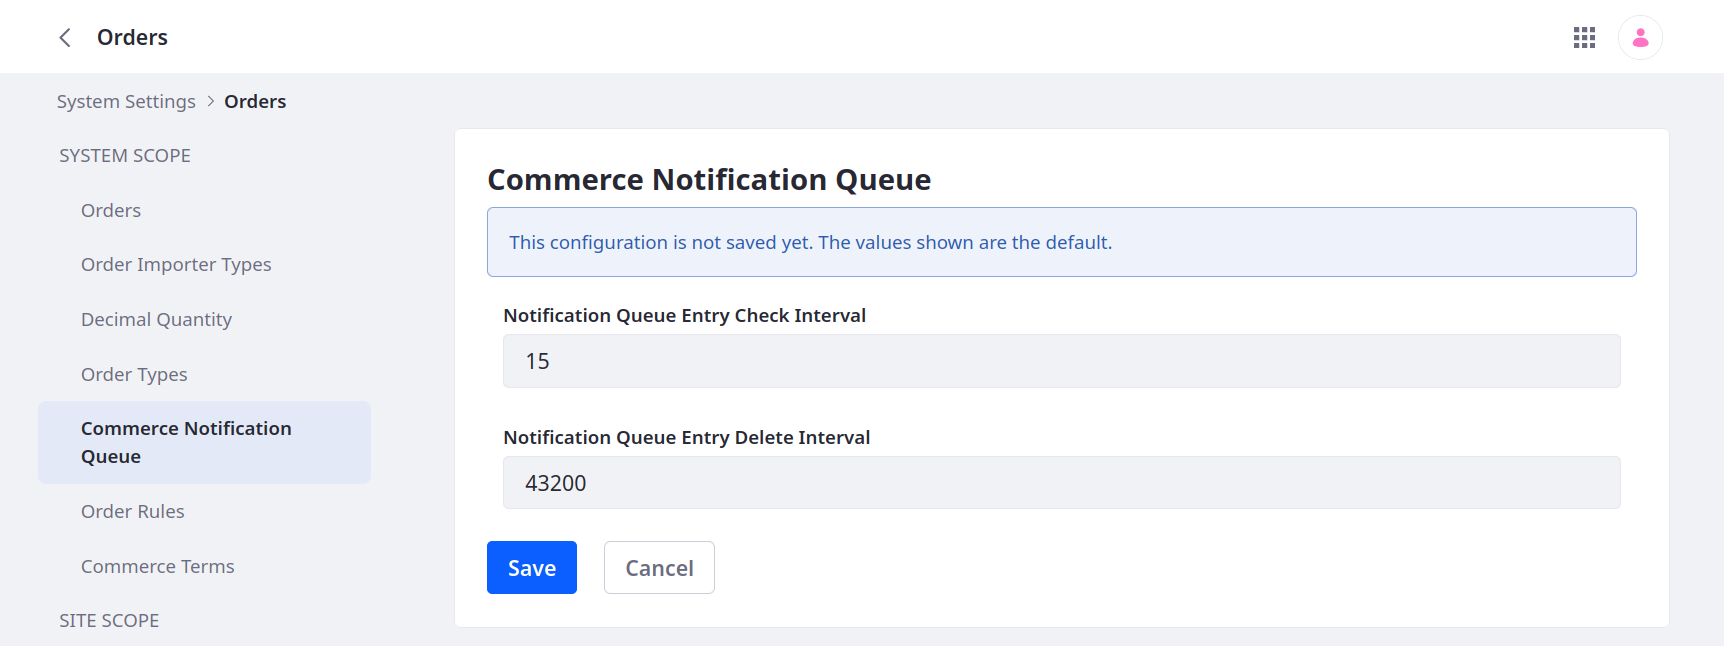 Orders
System Settings > Orders
SYSTEM SCOPE
Orders
Order Importer Types
Decimal Quantity
Order Types
Commerce Notification
Queue
Order Rules
Commerce Terms
SITE SCOPE
Commerce Notification Queue
This configuration is not saved yet. The values shown are the default.
Notification Queue Entry Check Interval
15
Notification Queue Entry Delete Interval
43200
Save Cancel